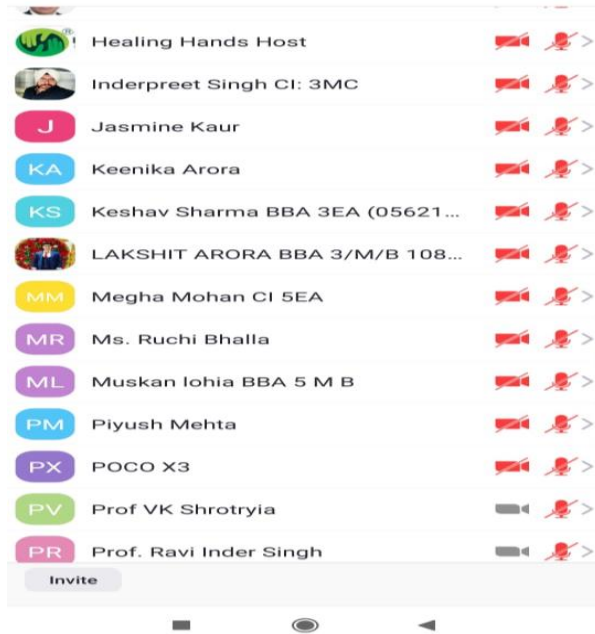 Healing Hands Host
Inderpreet Singh CI: 3MC
J Jasmine Kaur
KA Keenika Arora
KS Keshav Sharma BBA 3EA (05621...
LAKSHIT ARORA BBA 3/M/B 108...
MM Megha Mohan CI 5EA
MR Ms. Ruchi Bhalla
ML Muskan lohia BBA 5 M B
PM Piyush Mehta
PX POCO X3
PV Prof VK Shrotryia
PR Prof. Ravi Inder Singh
Invite